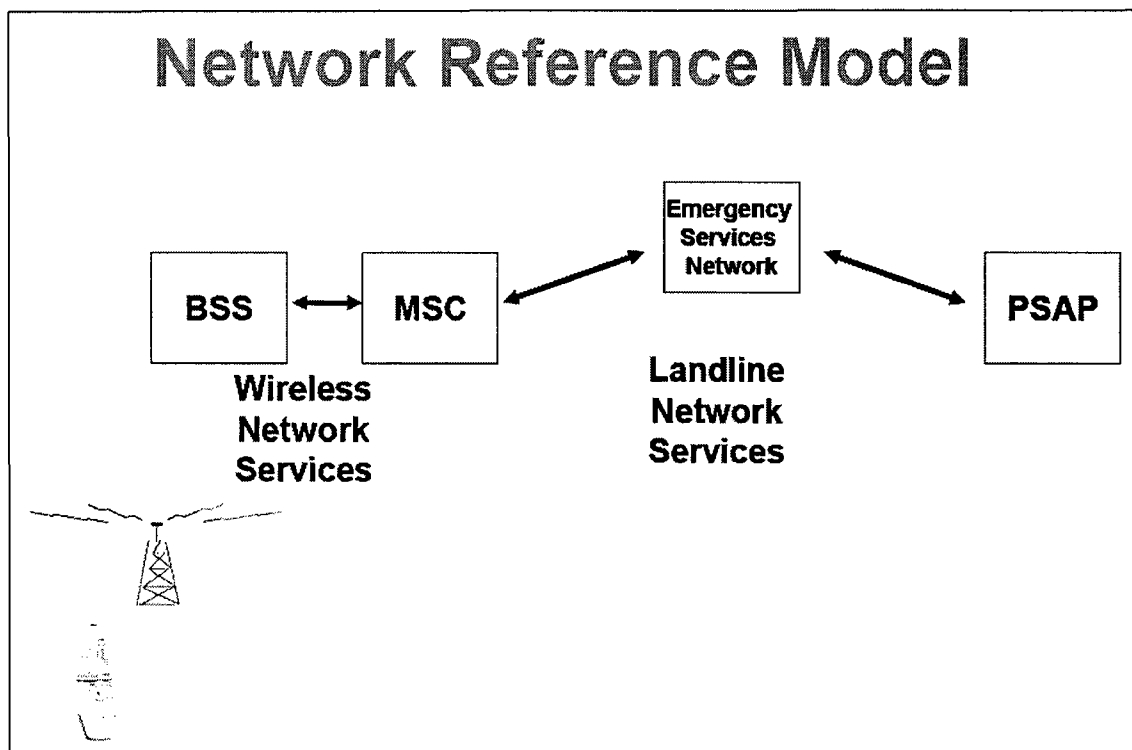 Network Reference Model
Emergency
Services
Network
BSS
MSC
PSAP
Wireless
Network
Services
Landline
Network
Services